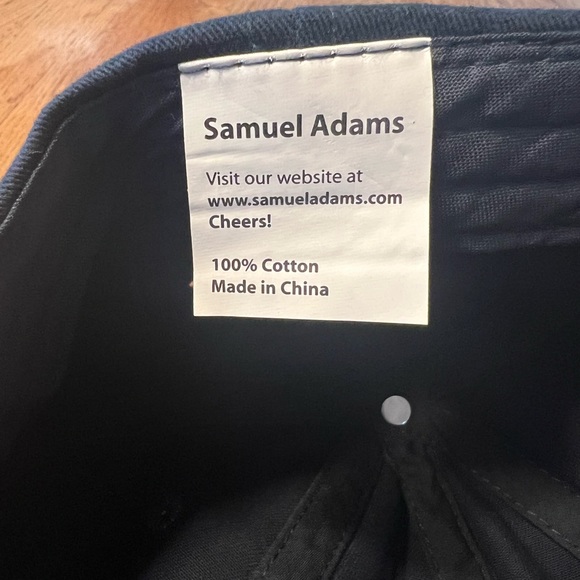 Samuel Adams
Visit our website at
www.samueladams.com
Cheers!
100% Cotton
Made in China